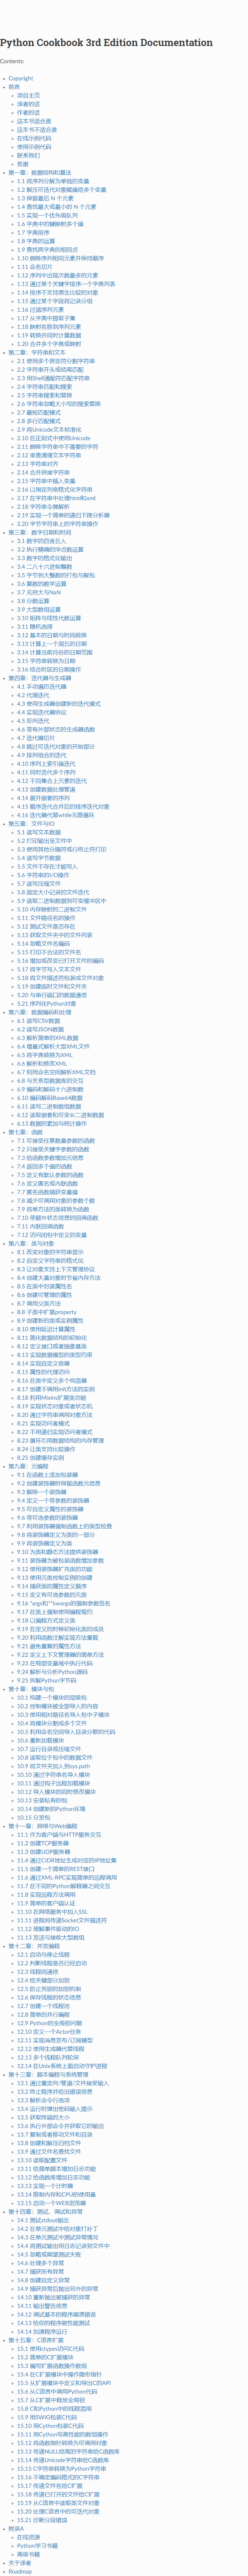 Python Cookbook 3rd Edition Documentation
Contents:
Copyright
前言
项目主页
译者的话
作者的话
这本书适合谁
这本书不适合谁
在线示例代码
使用示例代码
联系我们
致谢
第一章：数据结构和算法
1.1 将序列分解为单独的变量
1.2 解压可迭代对象赋值给多个变量
1.3 保留最后 N 个元素
1.4 查找最大或最小的 N 个元素
1.5 实现一个优先级队列
1.6 字典中的键映射多个值
1.7 字典排序
1.8 字典的运算
1.9 查找两字典的相同点
1.10 删除序列相同元素并保持顺序
1.11 命名切片
1.12 序列中出现次数最多的元素
1.13 通过某个关键字排序一个字典列表
1.14 排序不支持原生比较的对象
1.15 通过某个字段将记录分组
1.16 过滤序列元素
1.17 从字典中提取子集
1.18 映射名称到序列元素
1.19 转换并同时计算数据
1.20 合并多个字典或映射
第二章：字符串和文本
2.1 使用多个界定符分割字符串
2.2 字符串开头或结尾匹配
2.3 用Shell通配符匹配字符串
2.4 字符串匹配和搜索
2.5 字符串搜索和替换
2.6 字符串忽略大小写的搜索替换
2.7 最短匹配模式
2.8 多行匹配模式
2.9 将Unicode文本标准化
2.10 在正则式中使用Unicode
2.11 删除字符串中不需要的字符
2.12 审查清理文本字符串
2.13 字符串对齐
2.14 合并拼接字符串
2.15 字符串中插入变量
2.16 以指定列宽格式化字符串
2.17 在字符串中处理html和xml
2.18 字符串令牌解析
2.19 实现一个简单的递归下降分析器
2.20 字节字符串上的字符串操作
第三章：数字日期和时间
3.1 数字的四舍五入
3.2 执行精确的浮点数运算
3.3 数字的格式化输出
3.4 二八十六进制整数
3.5 字节到大整数的打包与解包
3.6 复数的数学运算
3.7 无穷大与NaN
3.8 分数运算
3.9 大型数组运算
3.10 矩阵与线性代数运算
3.11 随机选择
3.12 基本的日期与时间转换
3.13 计算上一个周五的日期
3.14 计算当前月份的日期范围
3.15 字符串转换为日期
3.16 结合时区的日期操作
第四章：迭代器与生成器
4.1 手动遍历迭代器
4.2 代理迭代
4.3 使用生成器创建新的迭代模式
4.4 实现迭代器协议
4.5 反向迭代
4.6 带有外部状态的生成器函数
4.7 迭代器切片
4.8 跳过可迭代对象的开始部分
4.9 排列组合的迭代
4.10 序列上索引值迭代
4.11 同时迭代多个序列
4.12 不同集合上元素的迭代
4.13 创建数据处理管道
4.14 展开嵌套的序列
4.15 顺序迭代合并后的排序迭代对象
4.16 迭代器代替while无限循环
第五章：文件与IO
5.1 读写文本数据
5.2 打印输出至文件中
5.3 使用其他分隔符或行终止符打印
5.4 读写字节数据
5.5 文件不存在才能写入
5.6 字符串的I/O操作
5.7 读写压缩文件
5.8 固定大小记录的文件迭代
5.9 读取二进制数据到可变缓冲区中
5.10 内存映射的二进制文件
5.11 文件路径名的操作
5.12 测试文件是否存在
5.13 获取文件夹中的文件列表
5.14 忽略文件名编码
5.15 打印不合法的文件名
5.16 增加或改变已打开文件的编码
5.17 将字节写入文本文件
5.18 将文件描述符包装成文件对象
5.19 创建临时文件和文件夹
5.20 与串行端口的数据通信
5.21 序列化Python对象
第六章：数据编码和处理
6.1 读写CSV数据
6.2 读写JSON数据
6.3 解析简单的XML数据
6.4 增量式解析大型XML文件
6.5 将字典转换为XML
6.6 解析和修改XML
6.7 利用命名空间解析XML文档
6.8 与关系型数据库的交互
6.9 编码和解码十六进制数
6.10 编码解码Base64数据
6.11 读写二进制数组数据
6.12 读取嵌套和可变长二进制数据
6.13 数据的累加与统计操作
第七章：函数
7.1 可接受任意数量参数的函数
7.2 只接受关键字参数的函数
7.3 给函数参数增加元信息
7.4 返回多个值的函数
7.5 定义有默认参数的函数
7.6 定义匿名或内联函数
7.7 匿名函数捕获变量值
7.8 减少可调用对象的参数个数
7.9 将单方法的类转换为函数
7.10 带额外状态信息的回调函数
7.11 内联回调函数
7.12 访问闭包中定义的变量
第八章：类与对象
8.1 改变对象的字符串显示
8.2 自定义字符串的格式化
8.3 让对象支持上下文管理协议
8.4 创建大量对象时节省内存方法
8.5 在类中封装属性名
8.6 创建可管理的属性
8.7 调用父类方法
8.8 子类中扩展property
8.9 创建新的类或实例属性
8.10 使用延迟计算属性
8.11 简化数据结构的初始化
8.12 定义接口或者抽象基类
8.13 实现数据模型的类型约束
8.14 实现自定义容器
8.15 属性的代理访问
8.16 在类中定义多个构造器
8.17 创建不调用init方法的实例
8.18 利用Mixins扩展类功能
8.19 实现状态对象或者状态机
8.20 通过字符串调用对象方法
8.21 实现访问者模式
8.22 不用递归实现访问者模式
8.23 循环引用数据结构的内存管理
8.24 让类支持比较操作
8.25 创建缓存实例
第九章：元编程
9.1 在函数上添加包装器
9.2 创建装饰器时保留函数元信息
9.3 解除一个装饰器
9.4 定义一个带参数的装饰器
9.5 可自定义属性的装饰器
9.6 带可选参数的装饰器
9.7 利用装饰器强制函数上的类型检查
9.8 将装饰器定义为类的一部分
9.9 将装饰器定义为类
9.10 为类和静态方法提供装饰器
9.11 装饰器为被包装函数增加参数
9.12 使用装饰器扩充类的功能
9.13 使用元类控制实例的创建
9.14 捕获类的属性定义顺序
9.15 定义有可选参数的元类
9.16 *args和**kwargs的强制参数签名
9.17 在类上强制使用编程规约
9.18 以编程方式定义类
9.19 在定义的时候初始化类的成员
9.20 利用函数注解实现方法重载
9.21 避免重复的属性方法
9.22 定义上下文管理器的简单方法
9.23 在局部变量域中执行代码
9.24 解析与分析Python源码
9.25 拆解Python字节码
第十章：模块与包
10.1 构建一个模块的层级包
10.2 控制模块被全部导入的内容
10.3 使用相对路径名导入包中子模块
10.4 将模块分割成多个文件
10.5 利用命名空间导入目录分散的代码
10.6 重新加载模块
10.7 运行目录或压缩文件
10.8 读取位于包中的数据文件
10.9 将文件夹加入到sys.path
10.10 通过字符串名导入模块
10.11 通过钩子远程加载模块
10.12 导入模块的同时修改模块
10.13 安装私有的包
10.14 创建新的Python环境
10.15 分发包
第十一章：网络与Web编程
11.1 作为客户端与HTTP服务交互
11.2 创建TCP服务器
11.3 创建UDP服务器
11.4 通过CIDR地址生成对应的IP地址集
11.5 创建一个简单的REST接口
11.6 通过XML-RPC实现简单的远程调用
11.7 在不同的Python解释器之间交互
11.8 实现远程方法调用
11.9 简单的客户端认证
11.10 在网络服务中加入SSL
11.11 进程间传递Socket文件描述符
11.12 理解事件驱动的IO
11.13 发送与接收大型数组
第十二章：并发编程
12.1 启动与停止线程
12.2 判断线程是否已经启动
12.3 线程间通信
12.4 给关键部分加锁
12.5 防止死锁的加锁机制
12.6 保存线程的状态信息
12.7 创建一个线程池
12.8 简单的并行编程
12.9 Python的全局锁问题
12.10 定义一个Actor任务
12.11 实现消息发布/订阅模型
12.12 使用生成器代替线程
12.13 多个线程队列轮询
12.14 在Unix系统上面启动守护进程
第十三章：脚本编程与系统管理
13.1 通过重定向/管道/文件接受输入
13.2 终止程序并给出错误信息
13.3 解析命令行选项
13.4 运行时弹出密码输入提示
13.5 获取终端的大小
13.6 执行外部命令并获取它的输出
13.7 复制或者移动文件和目录
13.8 创建和解压归档文件
13.9 通过文件名查找文件
13.10 读取配置文件
13.11 给简单脚本增加日志功能
13.12 给函数库增加日志功能
13.13 实现一个计时器
13.14 限制内存和CPU的使用量
13.15 启动一个WEB浏览器
第十四章：测试、调试和异常
14.1 测试stdout输出
14.2 在单元测试中给对象打补丁
14.3 在单元测试中测试异常情况
14.4 将测试输出用日志记录到文件中
14.5 忽略或期望测试失败
14.6 处理多个异常
14.7 捕获所有异常
14.8 创建自定义异常
14.9 捕获异常后抛出另外的异常
14.10 重新抛出被捕获的异常
14.11 输出警告信息
14.12 调试基本的程序崩溃错误
14.13 给你的程序做性能测试
14.14 加速程序运行
第十五章：C语言扩展
15.1 使用ctypes访问C代码
15.2 简单的C扩展模块
15.3 编写扩展函数操作数组
15.4 在C扩展模块中操作隐形指针
15.5 从扩展模块中定义和导出C的API
15.6 从C语言中调用Python代码
15.7 从C扩展中释放全局锁
15.8 C和Python中的线程混用
15.9 用SWIG包装C代码
15.10 用Cython包装C代码
15.11 用Cython写高性能的数组操作
15.12 将函数指针转换为可调用对象
15.13 传递NULL结尾的字符串给C函数库
15.14 传递Unicode字符串给C函数库
15.15 C字符串转换为Python字符串
15.16 不确定编码格式的C字符串
15.17 传递文件名给C扩展
15.18 传递已打开的文件给C扩展
15.19 从C语言中读取类文件对象
15.20 处理C语言中的可迭代对象
15.21 诊断分段错误
附录A
在线资源
Python学习书籍
高级书籍
关于译者
Roadmap